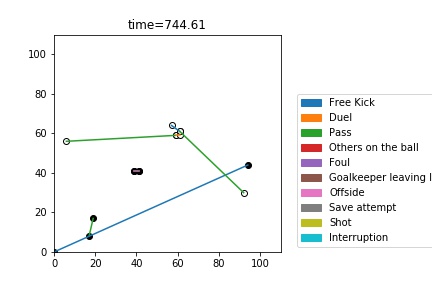 time=744.61
100
80
60
40
20
0
0 20 40 60 80 100
Free Kick
Duel
Pass
Others on the ball
Foul
Goalkeeper leaving l
Offside
Save attempt
Shot
Interruption